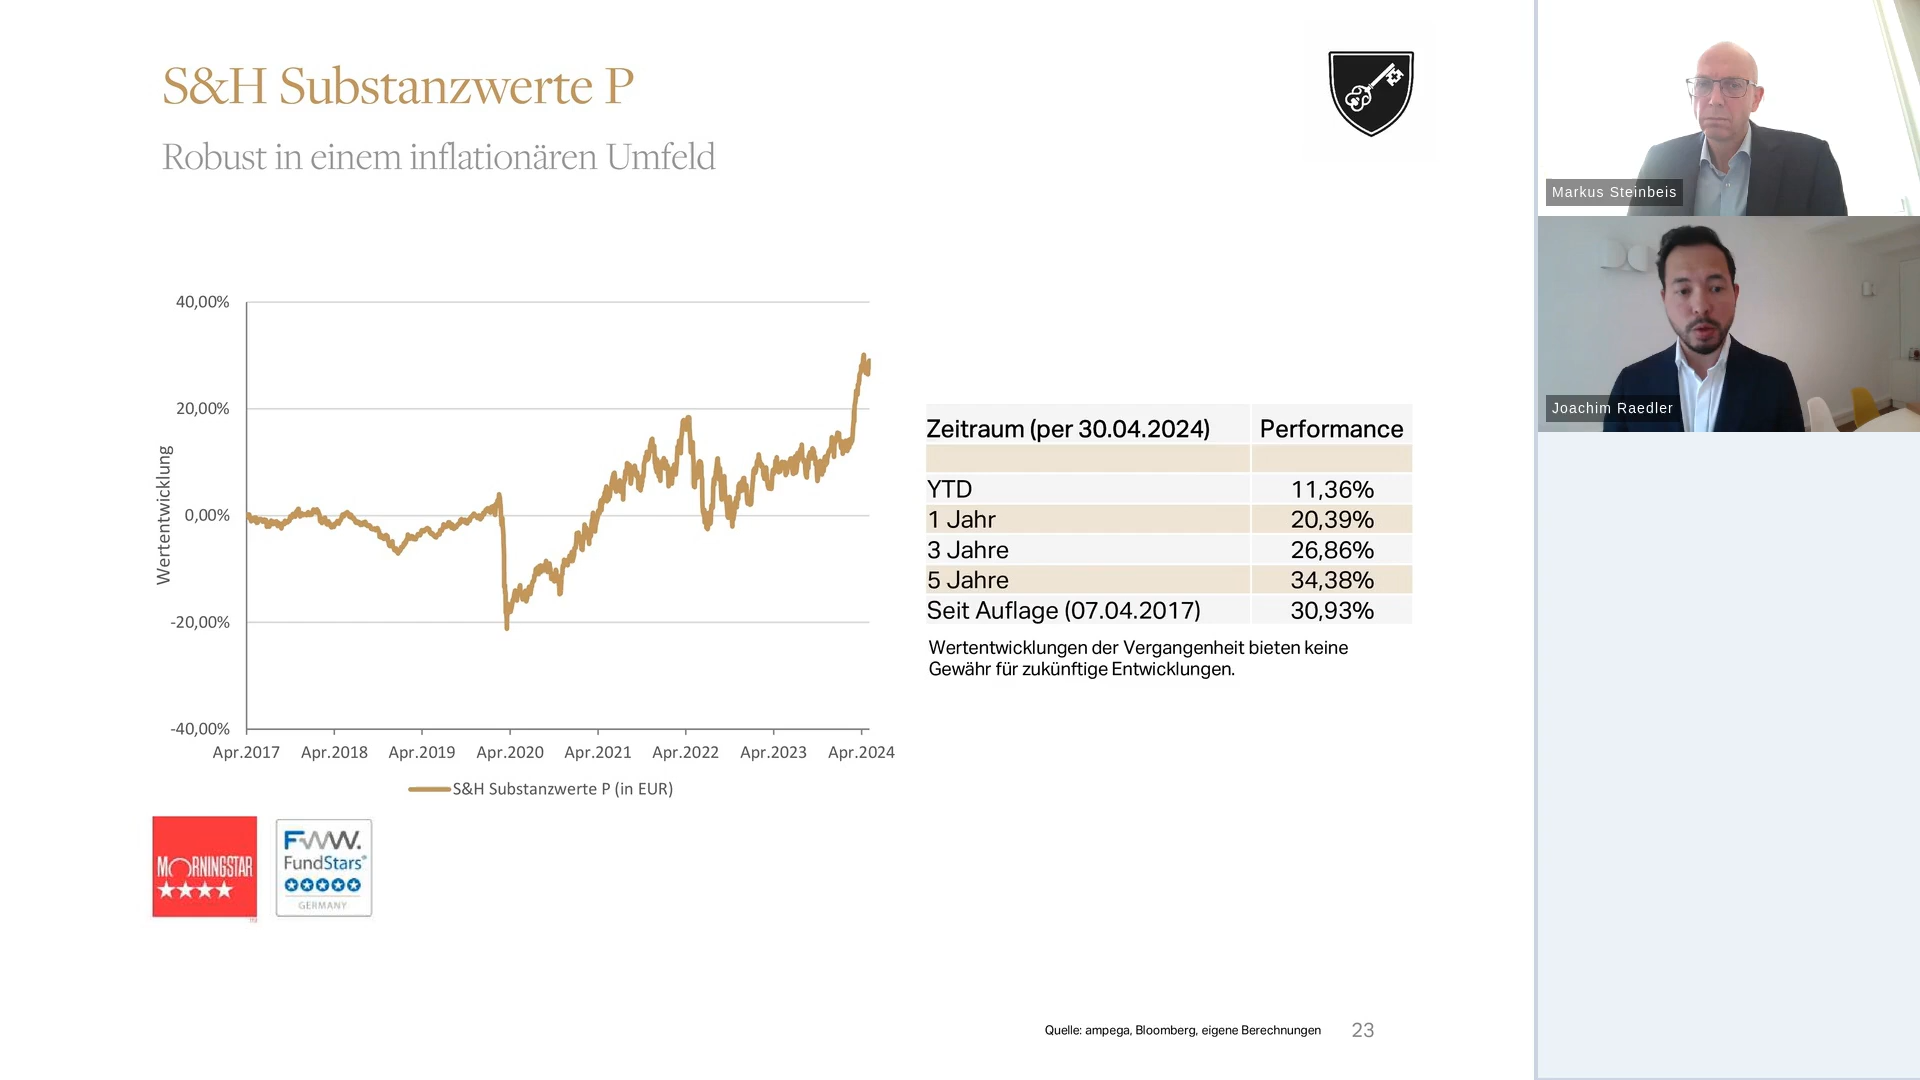 S&H Substanzwerte P
Robust in einem inflationären Umfeld
Wertentwicklung
40,00%
20,00%
0,00%
-20,00%
-40,00%
Apr.2017 Apr.2018 Apr.2019 Apr.2020 Apr.2021 Apr.2022 Apr.2023 Apr.2024
S&H Substanzwerte P (in EUR)
Zeitraum (per 30.04.2024) Performance
YTD 11,36%
1 Jahr 20,39%
3 Jahre 26,86%
5 Jahre 34,38%
Seit Auflage (07.04.2017) 30,93%
Wertentwicklungen der Vergangenheit bieten keine
Gewähr für zukünftige Entwicklungen.
MORNINGSTAR
TM
FWW.
FundStars®
GERMANY
Quelle: ampega, Bloomberg, eigene Berechnungen 23
Markus Steinbeis
Joachim Raedler